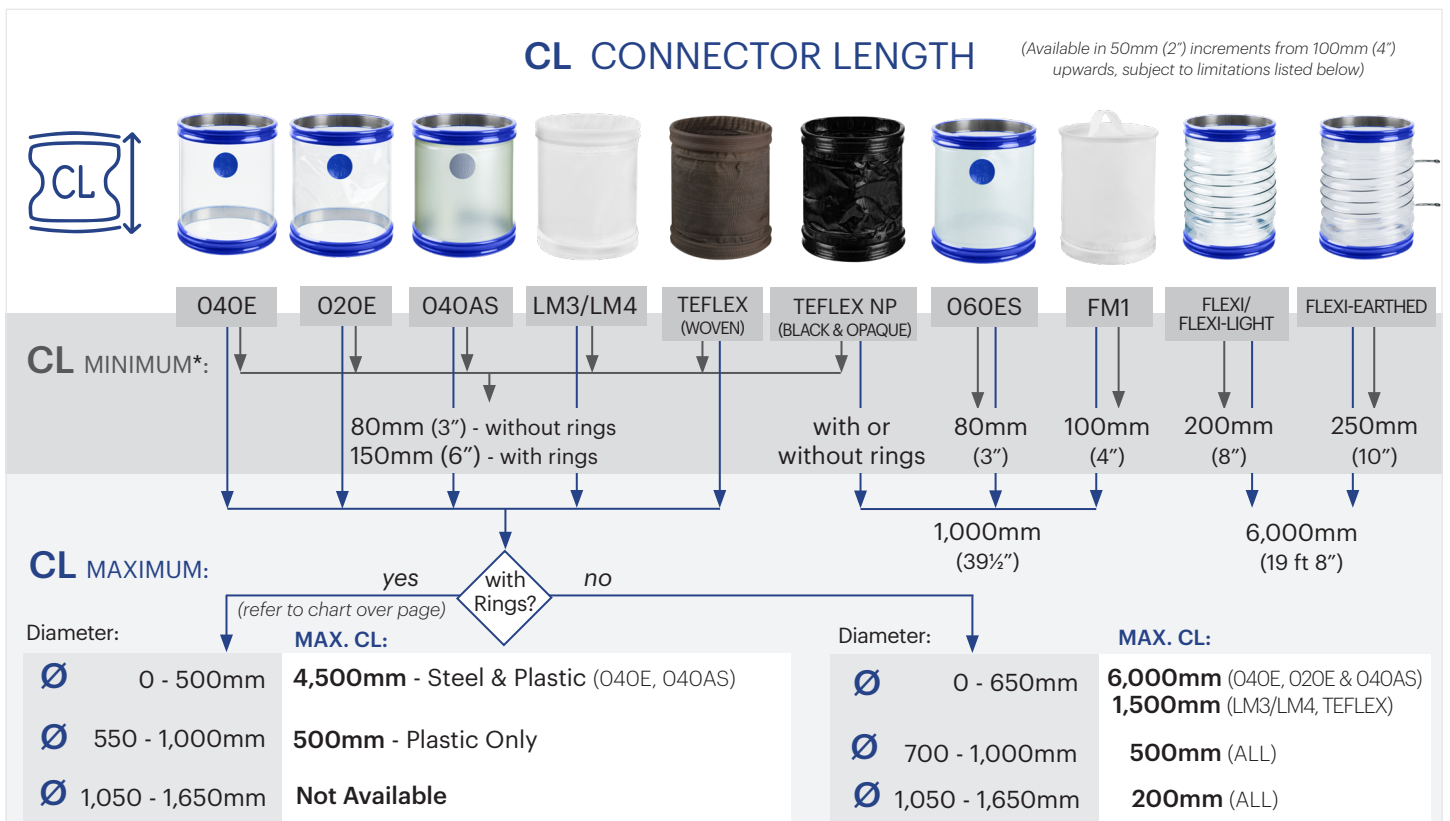 CL CONNECTOR LENGTH
(Available in 50mm (2″) increments from 100mm (4″)
upwards, subject to limitations listed below)
CL
040E
020E
040AS
LM3/LM4
TEFLEX
(WOVEN)
TEFLEX NP
(BLACK & OPAQUE)
060ES
FM1
FLEXI/
FLEXI-LIGHT
FLEXI-EARTHED
CL MINIMUM*:
80mm (3″) - without rings
150mm (6″) - with rings
with or
without rings
80mm
(3″)
100mm
(4″)
200mm
(8″)
250mm
(10″)
1,000mm
(39½″)
6,000mm
(19 ft 8″)
CL MAXIMUM:
yes
with
Rings?
no
(refer to chart over page)
Diameter:
MAX. CL:
Ø 0 - 500mm 4,500mm - Steel & Plastic (040E, 040AS)
Ø 550 - 1,000mm 500mm - Plastic Only
Ø 1,050 - 1,650mm Not Available
Diameter:
MAX. CL:
Ø 0 - 650mm 6,000mm (040E, 020E & 040AS)
1,500mm (LM3/LM4, TEFLEX)
Ø 700 - 1,000mm 500mm (ALL)
Ø 1,050 - 1,650mm 200mm (ALL)